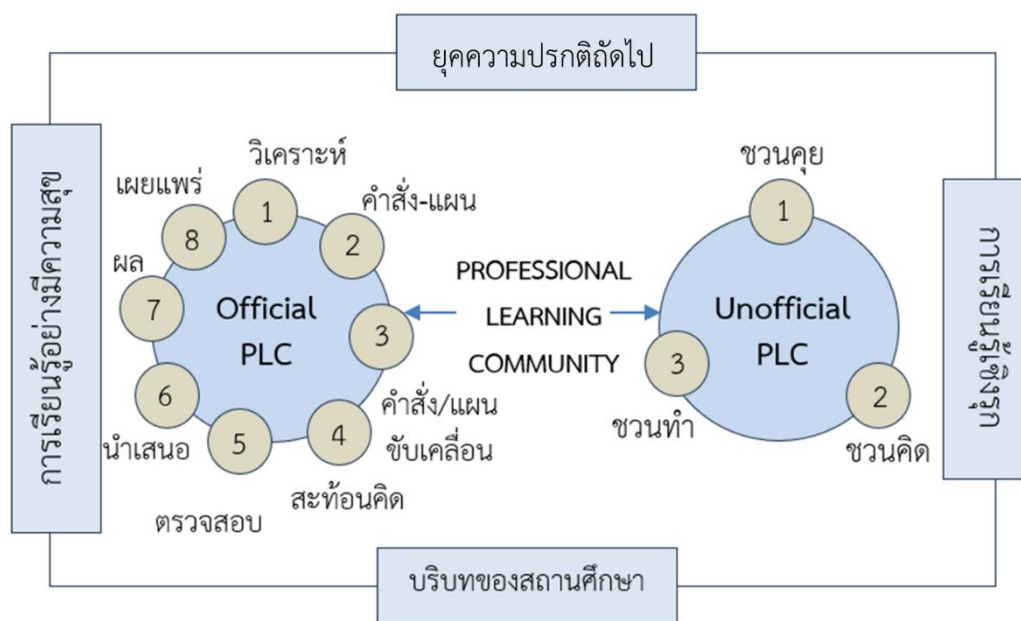 ยุคความปรกติถัดไป
การเรียนรู้อย่างมีความสุข
วิเคราะห์
1
คำสั่ง-แผน
2
3
คำสั่ง/แผน
ขับเคลื่อน
4
สะท้อนคิด
5
ตรวจสอบ
6
นำเสนอ
7
ผล
8
เผยแพร่
Official
PLC
PROFESSIONAL
LEARNING
COMMUNITY
ชวนคุย
1
Unofficial
PLC
2
ชวนคิด
3
ชวนทำ
การเรียนรู้เชิงรุก
บริบทของสถานศึกษา